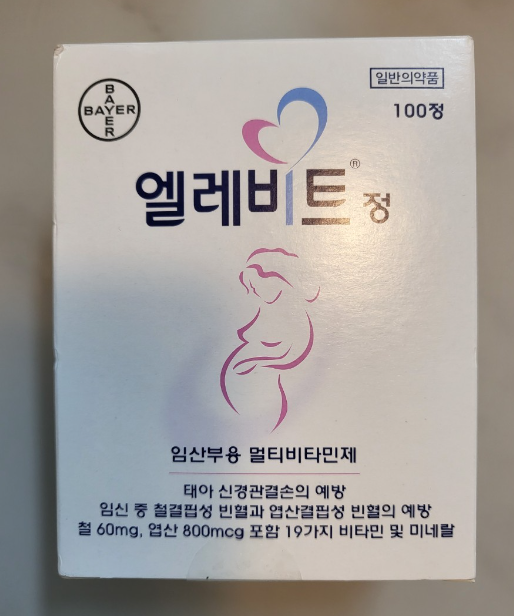 일반의약품
BAYER
BAYER
100정
엘레비트® 정
임산부용 멀티비타민제
태아 신경관결손의 예방
임신 중 철결핍성 빈혈과 엽산결핍성 빈혈의 예방
철 60mg, 엽산 800mcg 포함 19가지 비타민 및 미네랄